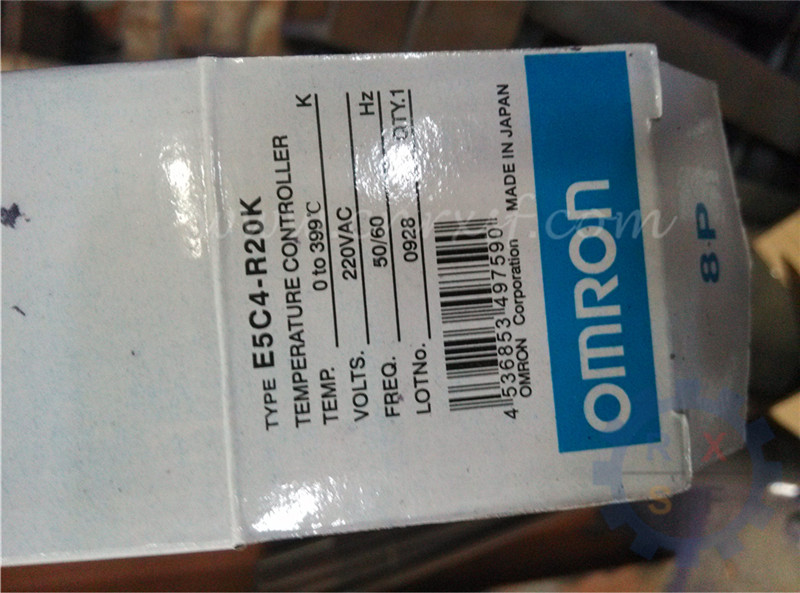 TYPE E5C4-R20K
TEMPERATURE CONTROLLER
TEMP. 0 to 399℃ K
VOLTS. 220VAC
FREQ. 50/60 Hz
LOTNo. 0928 QTY.1
4 536853 497590
OMRON Corporation MADE IN JAPAN
OMRON
8·P
R X
S F